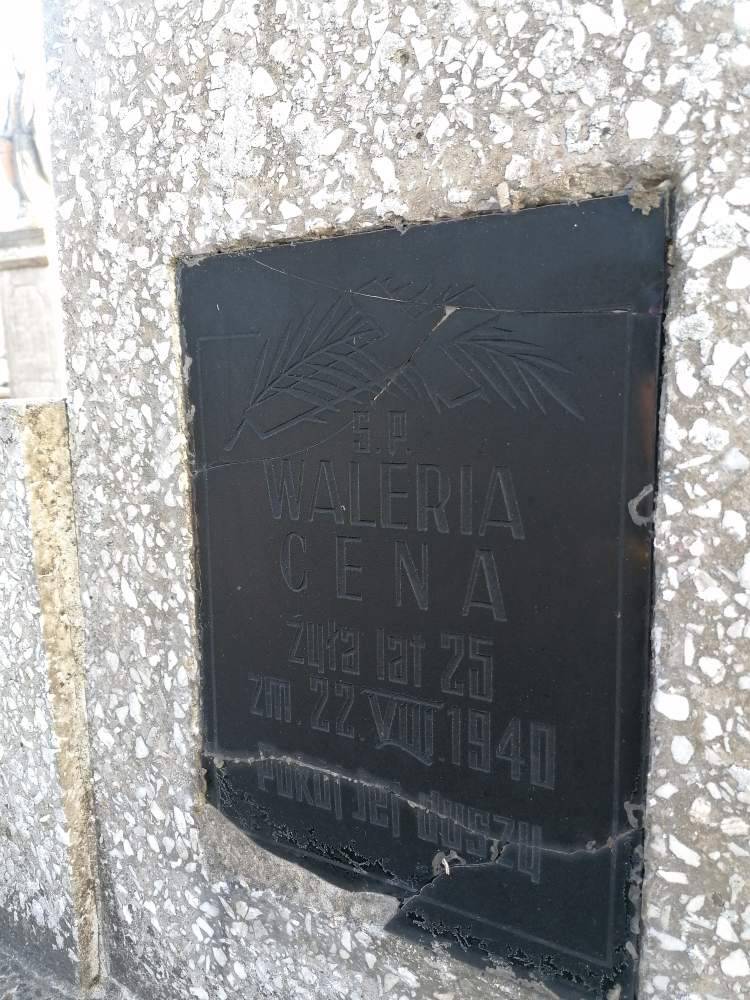 Ś.P.
WALERIA
CENA
żyła lat 25
zm. 22.VIII.1940
Pokój Jej duszy